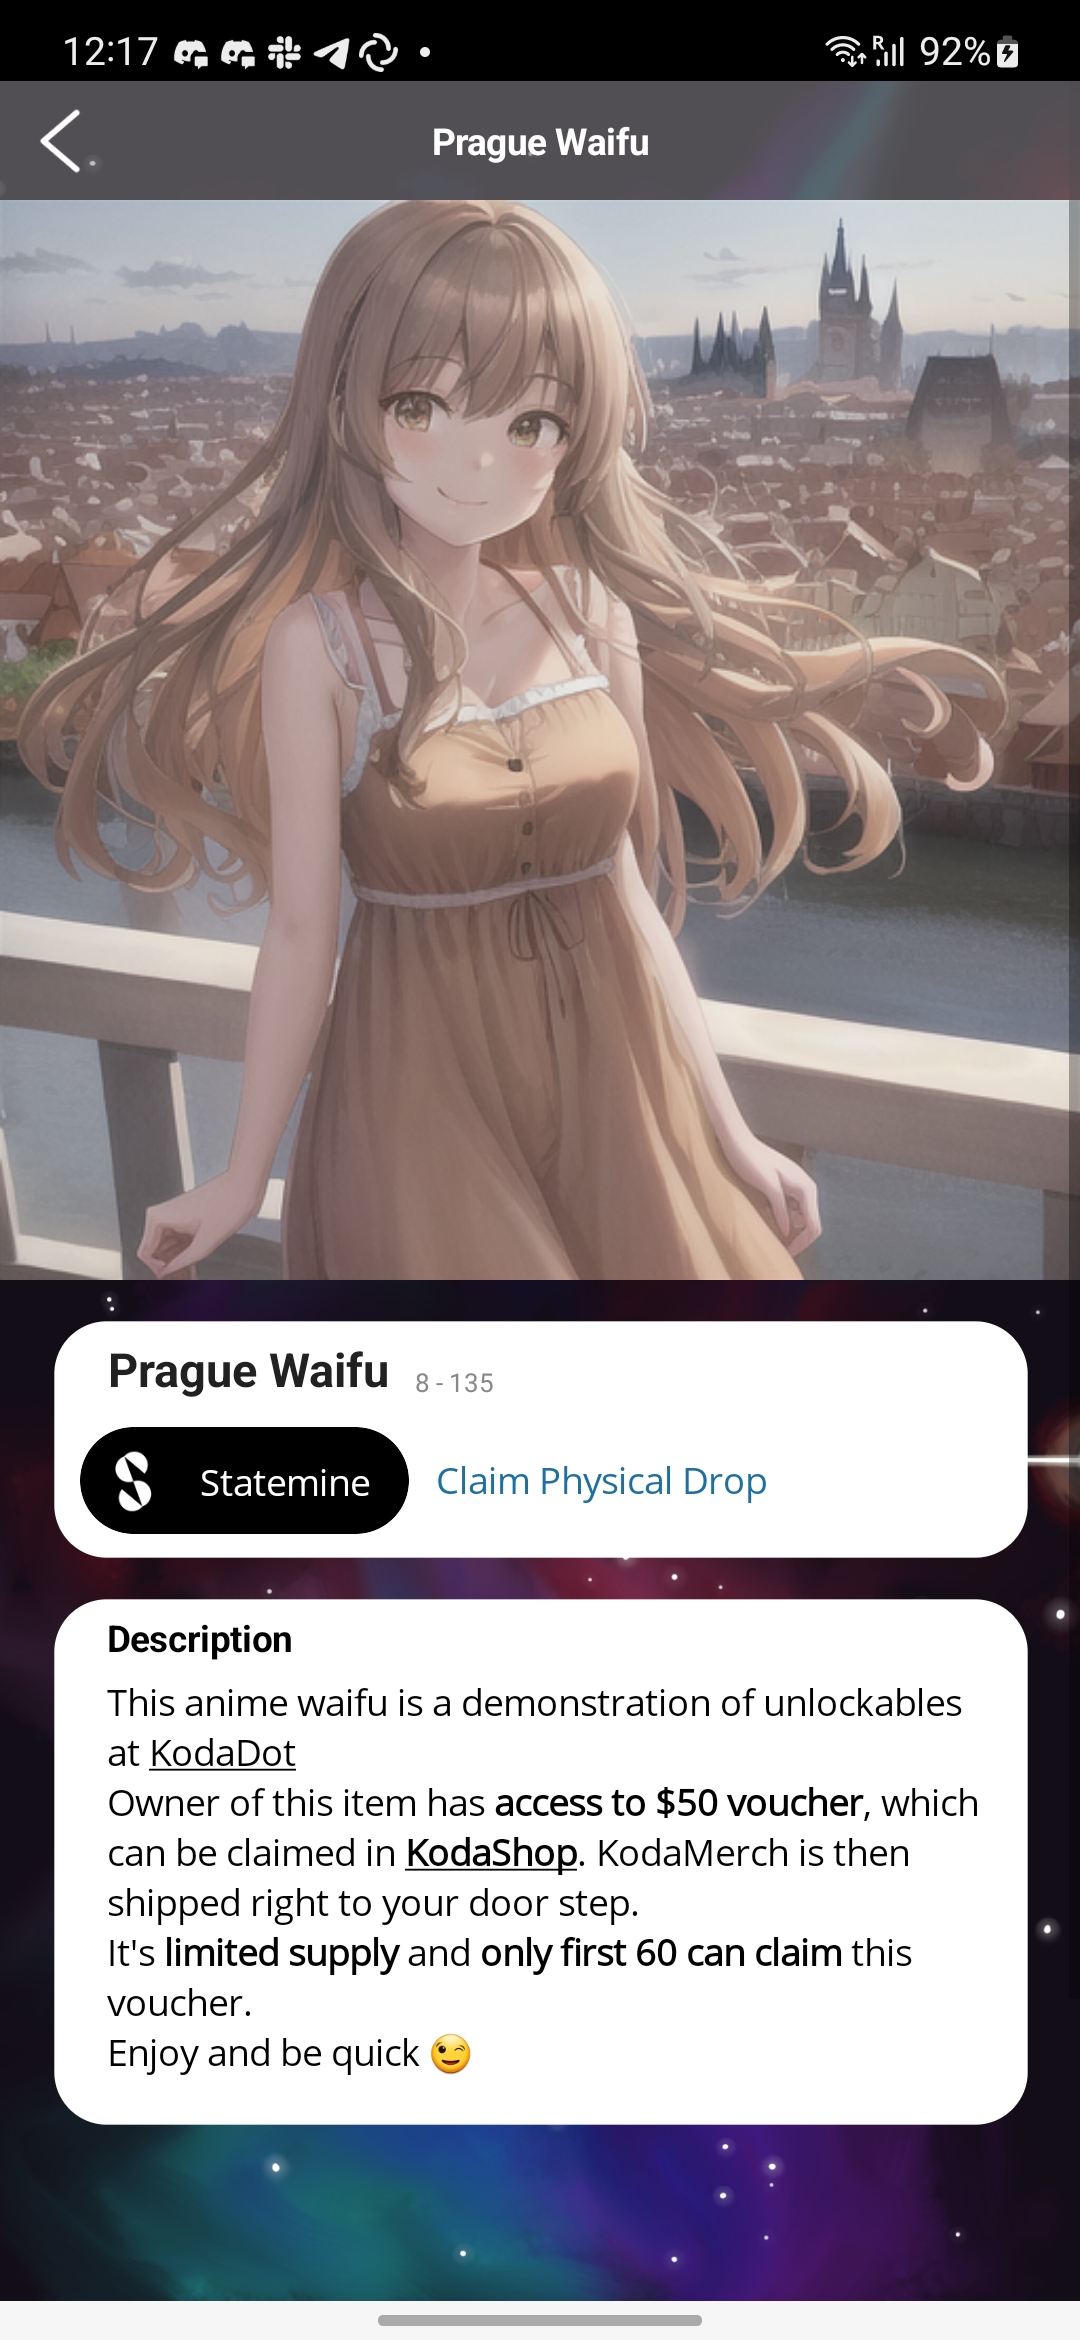 12:17
R 92%
Prague Waifu
Prague Waifu 8 - 135
Statemine Claim Physical Drop
Description
This anime waifu is a demonstration of unlockables
at KodaDot
Owner of this item has access to $50 voucher, which
can be claimed in KodaShop. KodaMerch is then
shipped right to your door step.
It's limited supply and only first 60 can claim this
voucher.
Enjoy and be quick 😉